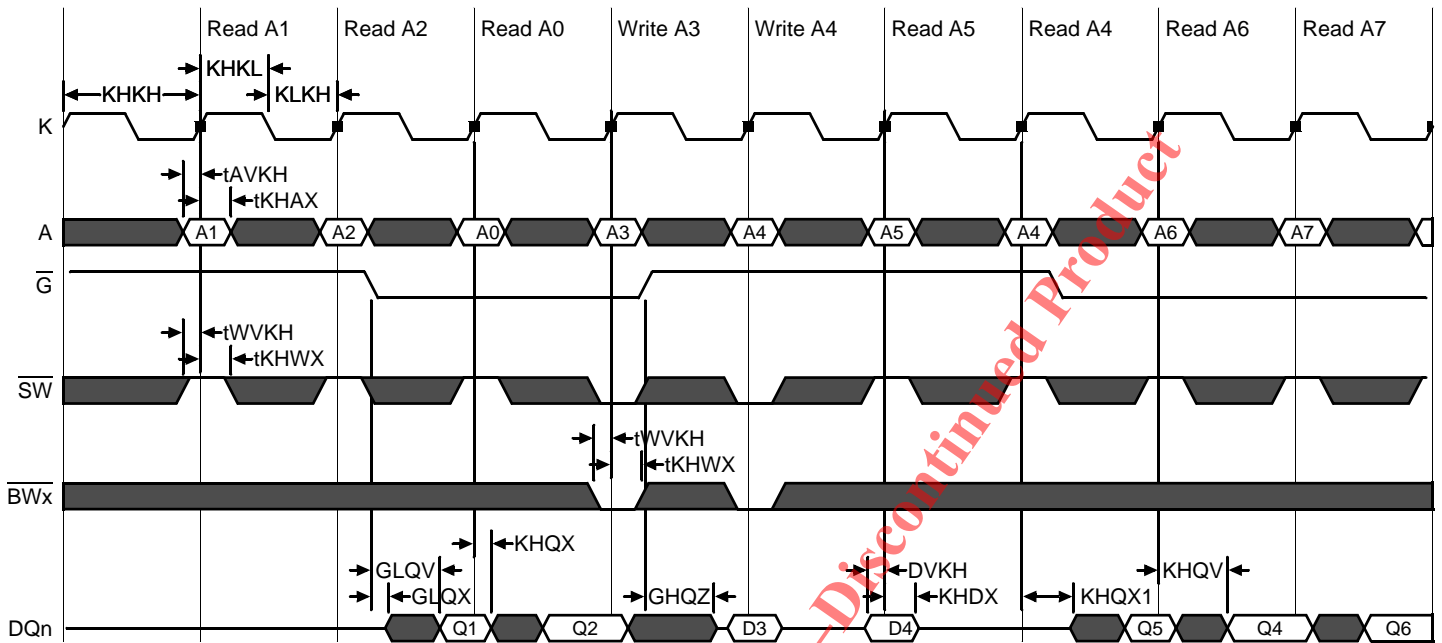 Read A1 Read A2 Read A0 Write A3 Write A4 Read A5 Read A4 Read A6 Read A7
KHKL
KHKH KLKH
K
tAVKH
tKHAX
A A1 A2 A0 A3 A4 A5 A4 A6 A7
G
tWVKH
tKHWX
SW
tWVKH
tKHWX
BWx
KHQX
GLQV DVKH KHQV
GLQX GHQZ KHDX KHQX1
DQn Q1 Q2 D3 D4 Q5 Q4 Q6
–Discontinued Product